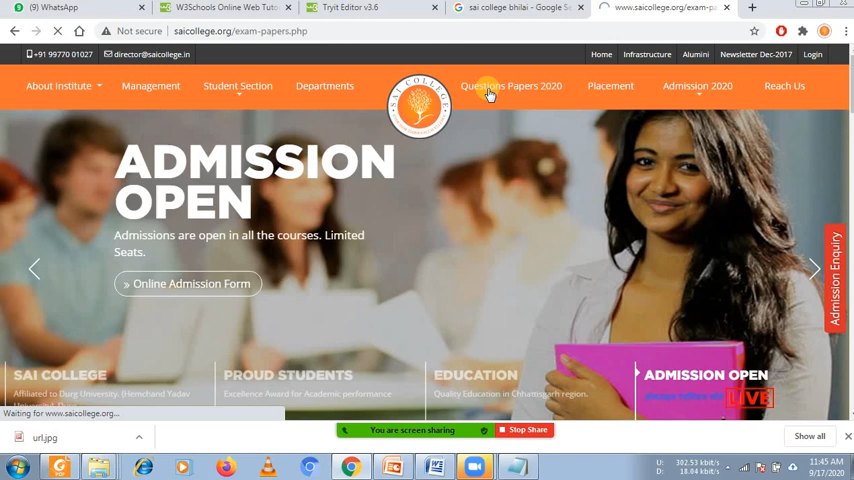 (5) WhatsApp
W3Schools Online Web Tutor
Tryit Editor v3.6
sai college bhilai - Google Se
www.saicollege.org/exam-pa
Not secure
saicollege.org/exam-papers.php
+91 99770 01027
director@saicollege.in
Home
Infrastructure
Alumni
Newsletter Dec-2017
Login
About Institute
Management
Student Section
Departments
SAI COLLEGE
Questions Papers 2020
Placement
Admission 2020
Reach Us
ADMISSION
OPEN
Admissions are open in all the courses. Limited
Seats.
» Online Admission Form
Admission Enquiry
SAI COLLEGE
Affiliated to Durg University. (Hemchand Yadav
PROUD STUDENTS
Excellence Award for Academic performance
EDUCATION
Quality Education in Chhattisgarh region.
ADMISSION OPEN
LIVE
Waiting for www.saicollege.org...
url.jpg
You are screen sharing
Stop Share
Show all
PDF
U: 302.53 kbit/s
D: 18.04 kbit/s
11:45 AM
9/17/2020